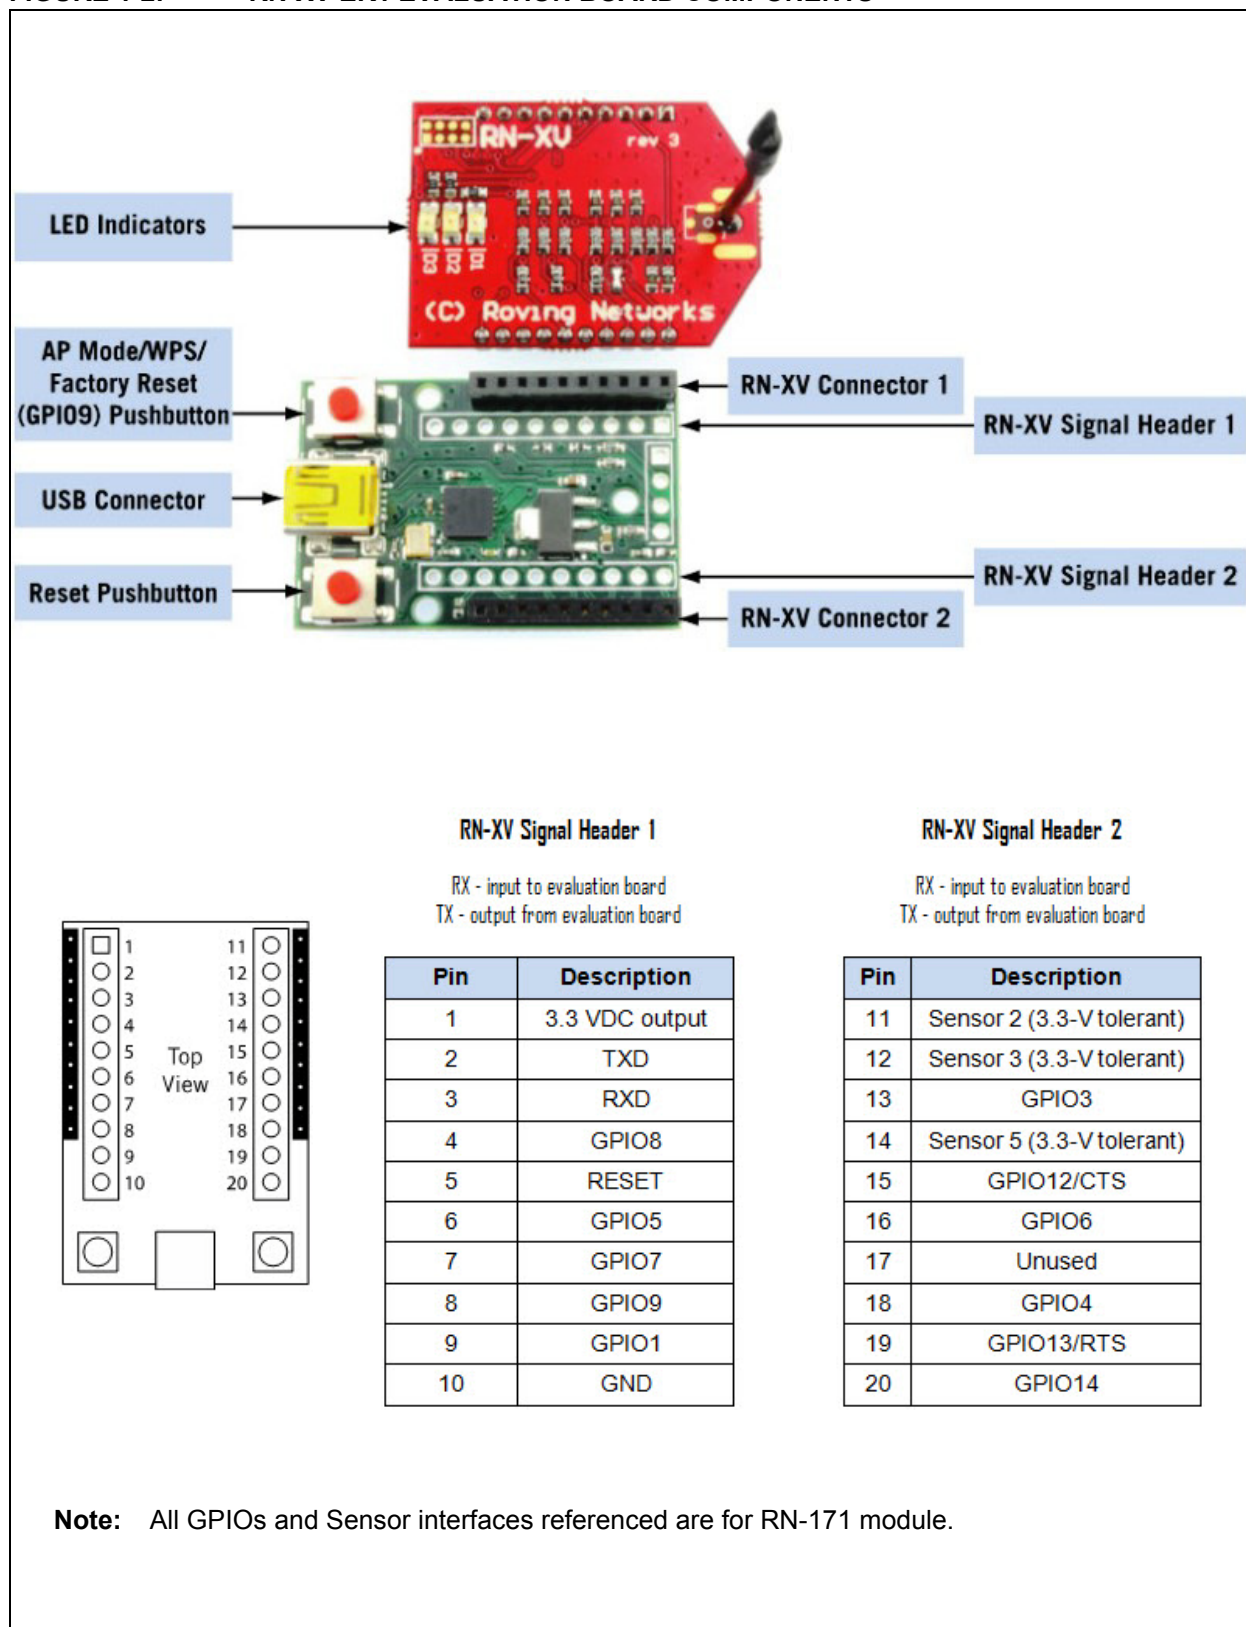 RN-XV
rev 3
D3
D2
D1
(C) Roving Networks
LED Indicators
AP Mode/WPS/
Factory Reset
(GPIO9) Pushbutton
USB Connector
Reset Pushbutton
RN-XV Connector 1
RN-XV Signal Header 1
RN-XV Signal Header 2
RN-XV Connector 2
1
2
3
4
5
6
7
8
9
10
Top
View
11
12
13
14
15
16
17
18
19
20
RN-XV Signal Header 1
RX - input to evaluation board
TX - output from evaluation board
Pin Description
1 3.3 VDC output
2 TXD
3 RXD
4 GPIO8
5 RESET
6 GPIO5
7 GPIO7
8 GPIO9
9 GPIO1
10 GND
RN-XV Signal Header 2
RX - input to evaluation board
TX - output from evaluation board
Pin Description
11 Sensor 2 (3.3-V tolerant)
12 Sensor 3 (3.3-V tolerant)
13 GPIO3
14 Sensor 5 (3.3-V tolerant)
15 GPIO12/CTS
16 GPIO6
17 Unused
18 GPIO4
19 GPIO13/RTS
20 GPIO14
Note: All GPIOs and Sensor interfaces referenced are for RN-171 module.